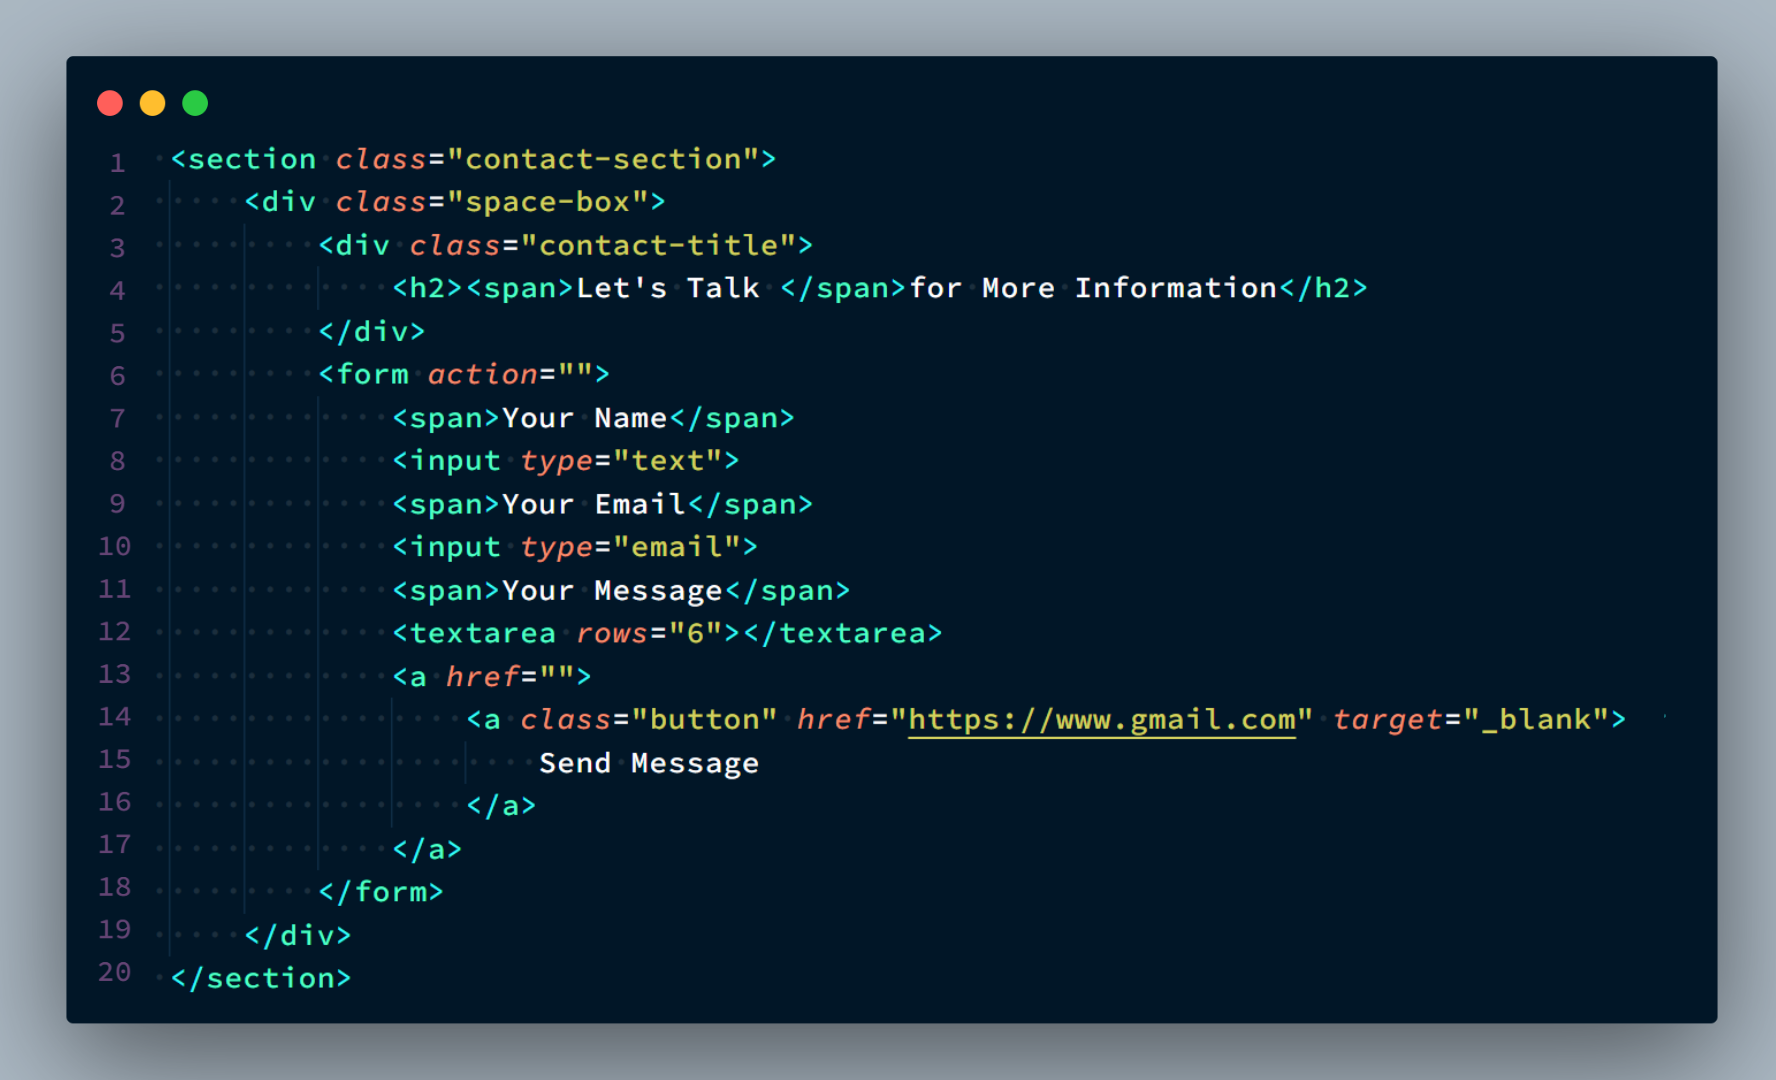 1 <section class="contact-section">
2     <div class="space-box">
3         <div class="contact-title">
4             <h2><span>Let's Talk </span>for More Information</h2>
5         </div>
6         <form action="">
7             <span>Your Name</span>
8             <input type="text">
9             <span>Your Email</span>
10             <input type="email">
11             <span>Your Message</span>
12             <textarea rows="6"></textarea>
13             <a href="">
14                 <a class="button" href="https://www.gmail.com" target="_blank">
15                     Send Message
16                 </a>
17             </a>
18         </form>
19     </div>
20 </section>